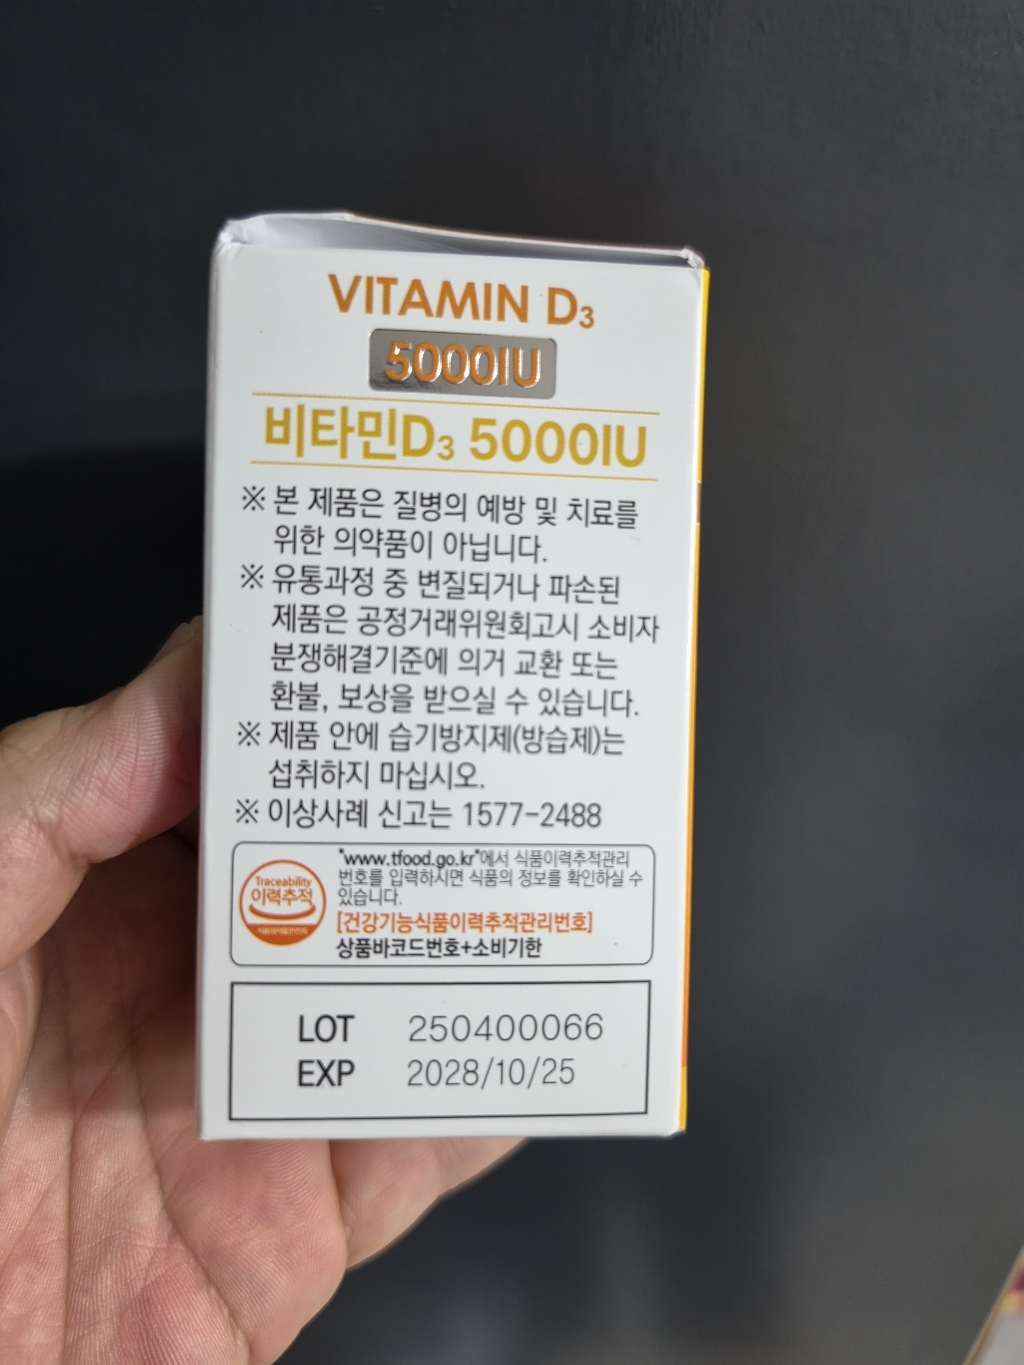 VITAMIN D3
5000IU
비타민D3 5000IU
※ 본 제품은 질병의 예방 및 치료를
위한 의약품이 아닙니다.
※ 유통과정 중 변질되거나 파손된
제품은 공정거래위원회고시 소비자
분쟁해결기준에 의거 교환 또는
환불, 보상을 받으실 수 있습니다.
※ 제품 안에 습기방지제(방습제)는
섭취하지 마십시오.
※ 이상사례 신고는 1577-2488
Traceability
이력추적
"www.tfood.go.kr"에서 식품이력추적관리
번호를 입력하시면 식품의 정보를 확인하실 수
있습니다.
[건강기능식품이력추적관리번호]
상품바코드번호+소비기한
LOT 250400066
EXP 2028/10/25